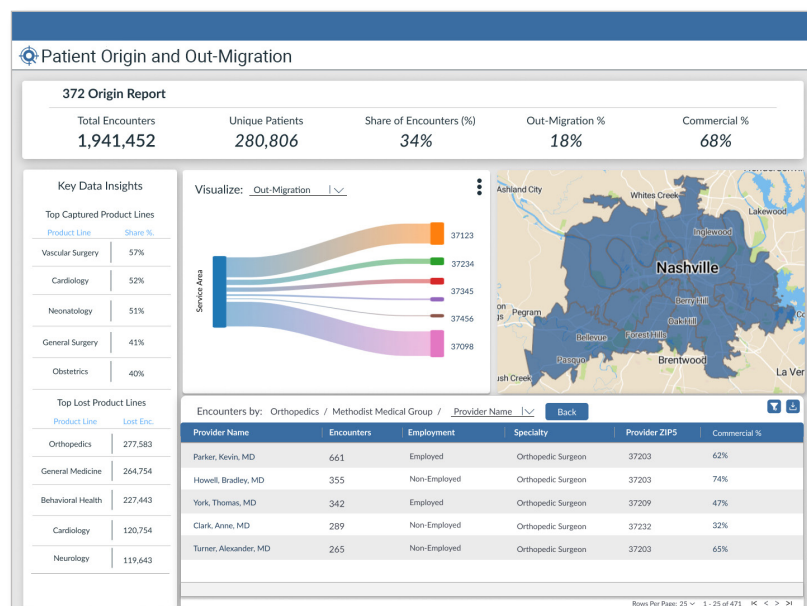 Patient Origin and Out-Migration
372 Origin Report
Total Encounters
1,941,452
Unique Patients
280,806
Share of Encounters (%)
34%
Out-Migration %
18%
Commercial %
68%
Key Data Insights
Top Captured Product Lines
Product Line Share %
Vascular Surgery 57%
Cardiology 52%
Neonatology 51%
General Surgery 41%
Obstetrics 40%
Top Lost Product Lines
Product Line Lost Enc.
Orthopedics 277,583
General Medicine 264,754
Behavioral Health 227,443
Cardiology 120,754
Neurology 119,643
Visualize: Out-Migration
Service Area
37123
37234
37345
37456
37098
Ashland City
Whites Creek
Lakewood
Inglewood
Nashville
Berry Hill
Oak Hill
Pegram
Bellevue
Forest Hills
Pasquo
Brentwood
La Ver
ush Creek
Encounters by: Orthopedics / Methodist Medical Group / Provider Name Back
Provider Name Encounters Employment Specialty Provider ZIP5 Commercial %
Parker, Kevin, MD 661 Employed Orthopedic Surgeon 37203 62%
Howell, Bradley, MD 355 Non-Employed Orthopedic Surgeon 37203 74%
York, Thomas, MD 342 Employed Orthopedic Surgeon 37209 47%
Clark, Anne, MD 289 Non-Employed Orthopedic Surgeon 37232 32%
Turner, Alexander, MD 265 Non-Employed Orthopedic Surgeon 37203 65%
Rows Per Page: 25 1 - 25 of 471